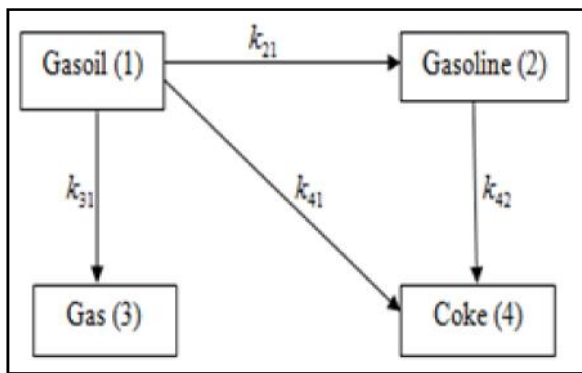 k21
Gasoil (1)
Gasoline (2)
k31
k41
k42
Gas (3)
Coke (4)